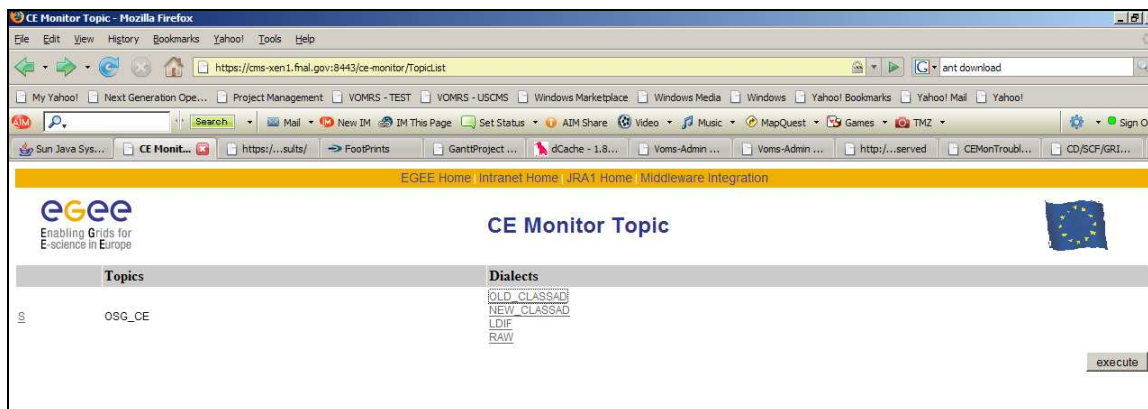 CE Monitor Topic - Mozilla Firefox
File Edit View History Bookmarks Yahoo! Tools Help
https://cms-xen1.fnal.gov:8443/ce-monitor/TopicList
G ant download
My Yahoo! Next Generation Ope... Project Management VOMRS - TEST VOMRS - USCMS Windows Marketplace Windows Media Windows Yahoo! Bookmarks Yahoo! Mail Yahoo!
AIM Search Mail New IM IM This Page Set Status AIM Share Video Music MapQuest Games TMZ Sign O
Sun Java Sys... CE Monit... https:/...sults/ FootPrints GanttProject ... dCache - 1.8... Voms-Admin ... Voms-Admin ... http:/...served CEMonTroubl... CD/SCF/GRI...
EGEE Home | Intranet Home | JRA1 Home | Middleware Integration
egee
Enabling Grids for
E-science in Europe
CE Monitor Topic
Topics Dialects
S OSG_CE
OLD_CLASSAD
NEW_CLASSAD
LDIF
RAW
execute